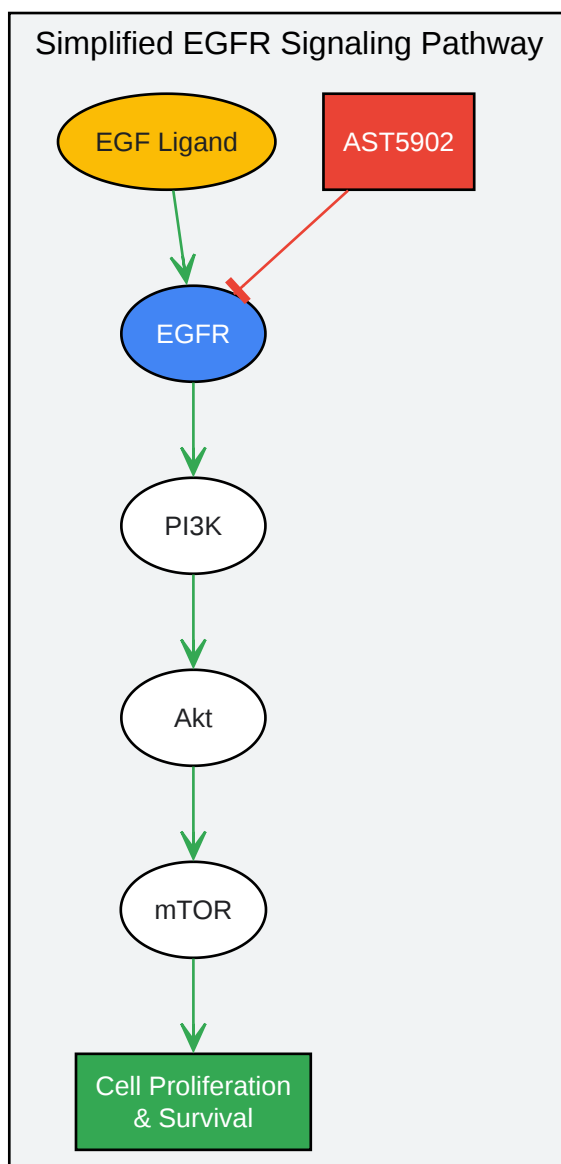 Simplified EGFR Signaling Pathway
EGF Ligand
AST5902
EGFR
PI3K
Akt
mTOR
Cell Proliferation
& Survival